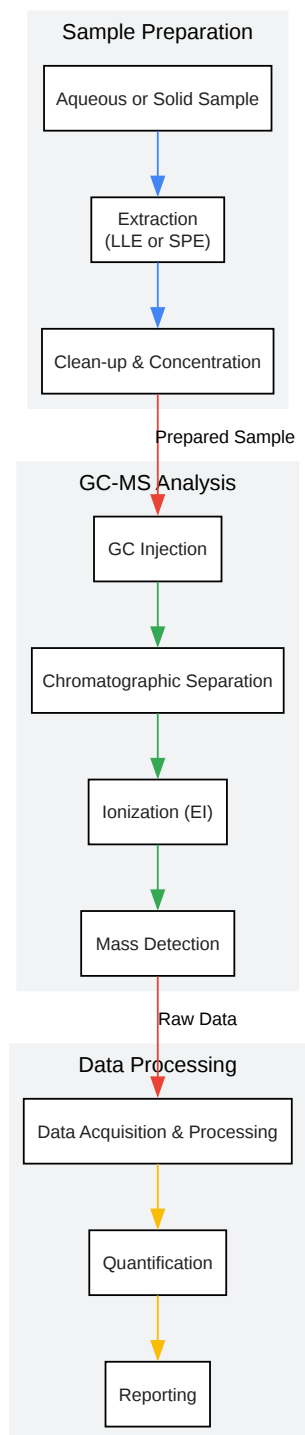 Sample Preparation
Aqueous or Solid Sample
Extraction
(LLE or SPE)
Clean-up & Concentration
Prepared Sample
GC-MS Analysis
GC Injection
Chromatographic Separation
Ionization (EI)
Mass Detection
Raw Data
Data Processing
Data Acquisition & Processing
Quantification
Reporting